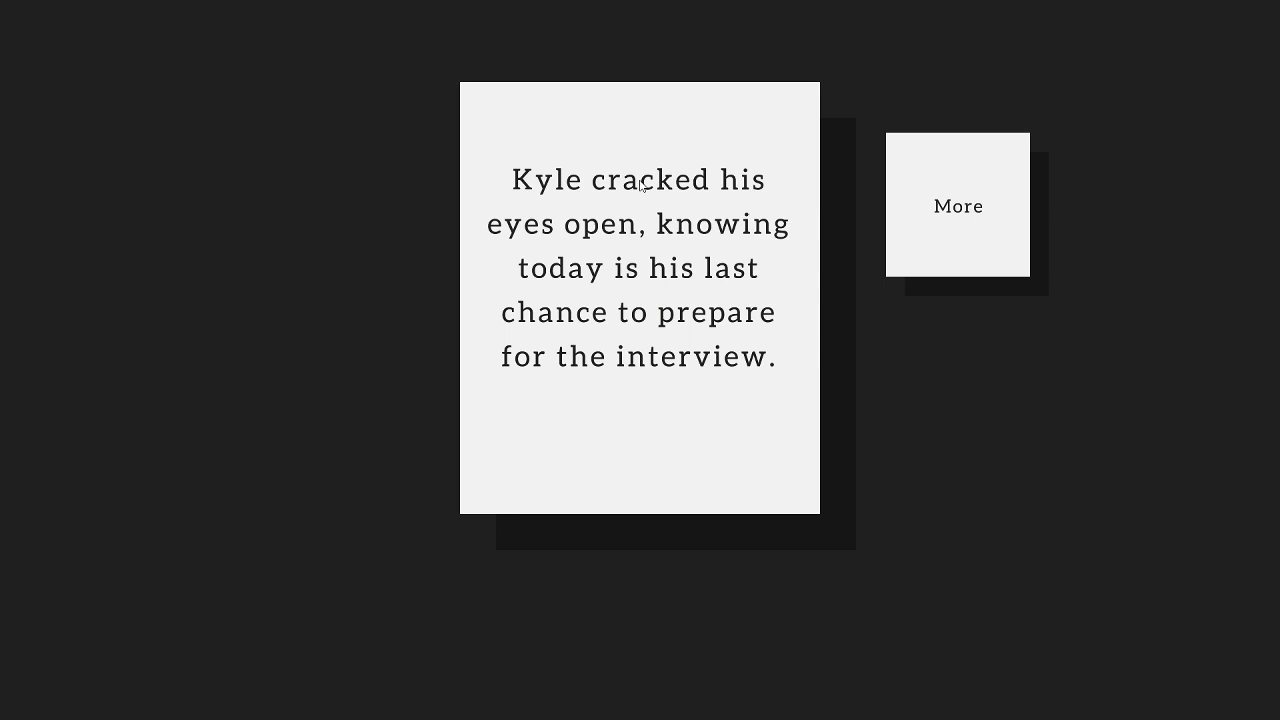 Kyle cracked his
eyes open, knowing
today is his last
chance to prepare
for the interview.
More